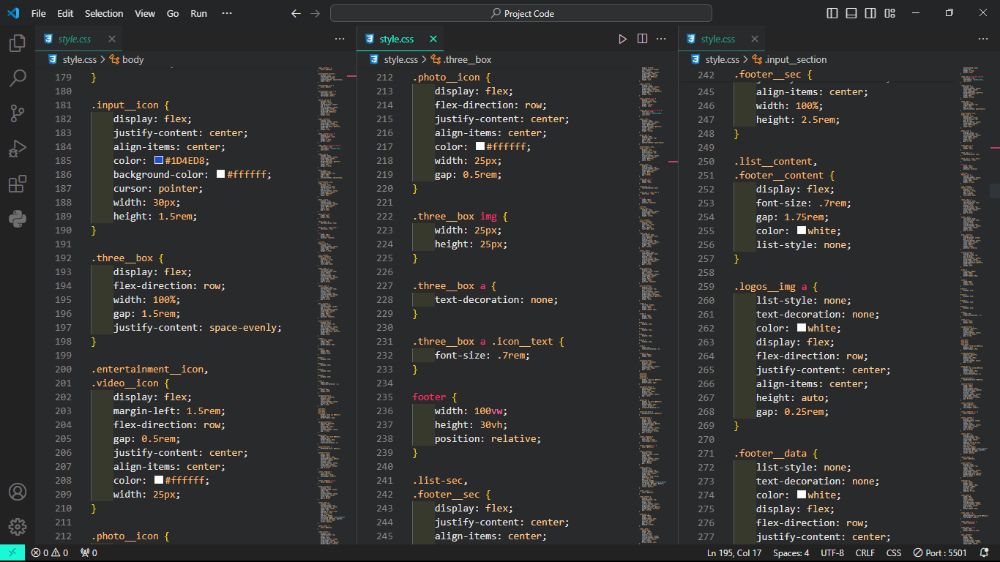 File Edit Selection View Go Run ···
Project Code
style.css
style.css > body
179 }
180
181 .input__icon {
182 display: flex;
183 justify-content: center;
184 align-items: center;
185 color: #1D4ED8;
186 background-color: #ffffff;
187 cursor: pointer;
188 width: 30px;
189 height: 1.5rem;
190 }
191
192 .three__box {
193 display: flex;
194 flex-direction: row;
195 width: 100%;
196 gap: 1.5rem;
197 justify-content: space-evenly;
198 }
199
200 .entertainment__icon,
201 .video__icon {
202 display: flex;
203 margin-left: 1.5rem;
204 flex-direction: row;
205 gap: 0.5rem;
206 justify-content: center;
207 align-items: center;
208 color: #ffffff;
209 width: 25px;
210 }
211
212 .photo__icon {
style.css
style.css > .three__box
212 .photo__icon {
213 display: flex;
214 flex-direction: row;
215 justify-content: center;
216 align-items: center;
217 color: #ffffff;
218 width: 25px;
219 gap: 0.5rem;
220 }
221
222 .three__box img {
223 width: 25px;
224 height: 25px;
225 }
226
227 .three__box a {
228 text-decoration: none;
229 }
230
231 .three__box a .icon__text {
232 font-size: .7rem;
233 }
234
235 footer {
236 width: 100vw;
237 height: 30vh;
238 position: relative;
239 }
240
241 .list-sec,
242 .footer__sec {
243 display: flex;
244 justify-content: center;
245 align-items: center;
style.css
style.css > .input__section
242 .footer__sec {
245 align-items: center;
246 width: 100%;
247 height: 2.5rem;
248 }
249
250 .list__content,
251 .footer__content {
252 display: flex;
253 font-size: .7rem;
254 gap: 1.75rem;
255 color: white;
256 list-style: none;
257 }
258
259 .logos__img a {
260 list-style: none;
261 text-decoration: none;
262 color: white;
263 display: flex;
264 flex-direction: row;
265 justify-content: center;
266 align-items: center;
267 height: auto;
268 gap: 0.25rem;
269 }
270
271 .footer__data {
272 list-style: none;
273 text-decoration: none;
274 color: white;
275 display: flex;
276 flex-direction: row;
277 justify-content: center;
0 0 0 Ln 195, Col 17 Spaces: 4 UTF-8 CRLF CSS Port : 5501